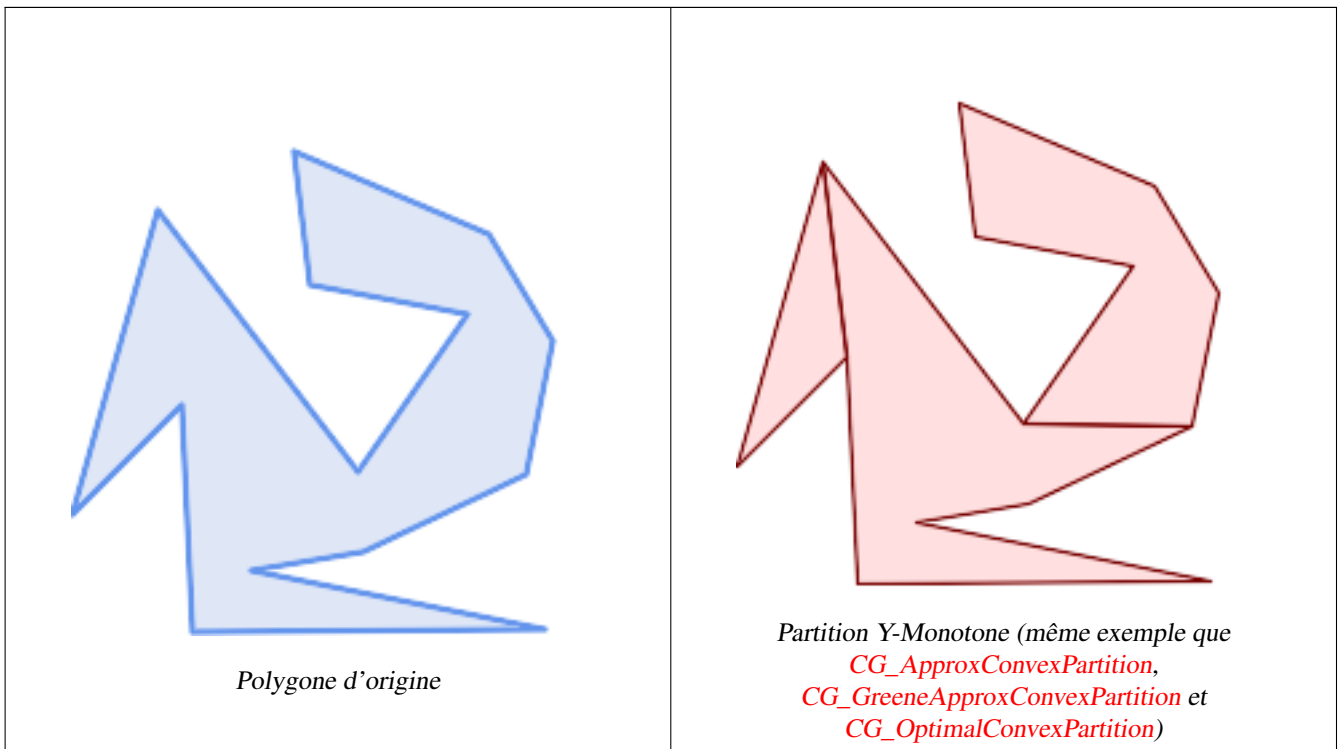 Polygone d'origine
Partition Y-Monotone (même exemple que
CG_ApproxConvexPartition,
CG_GreeneApproxConvexPartition et
CG_OptimalConvexPartition)